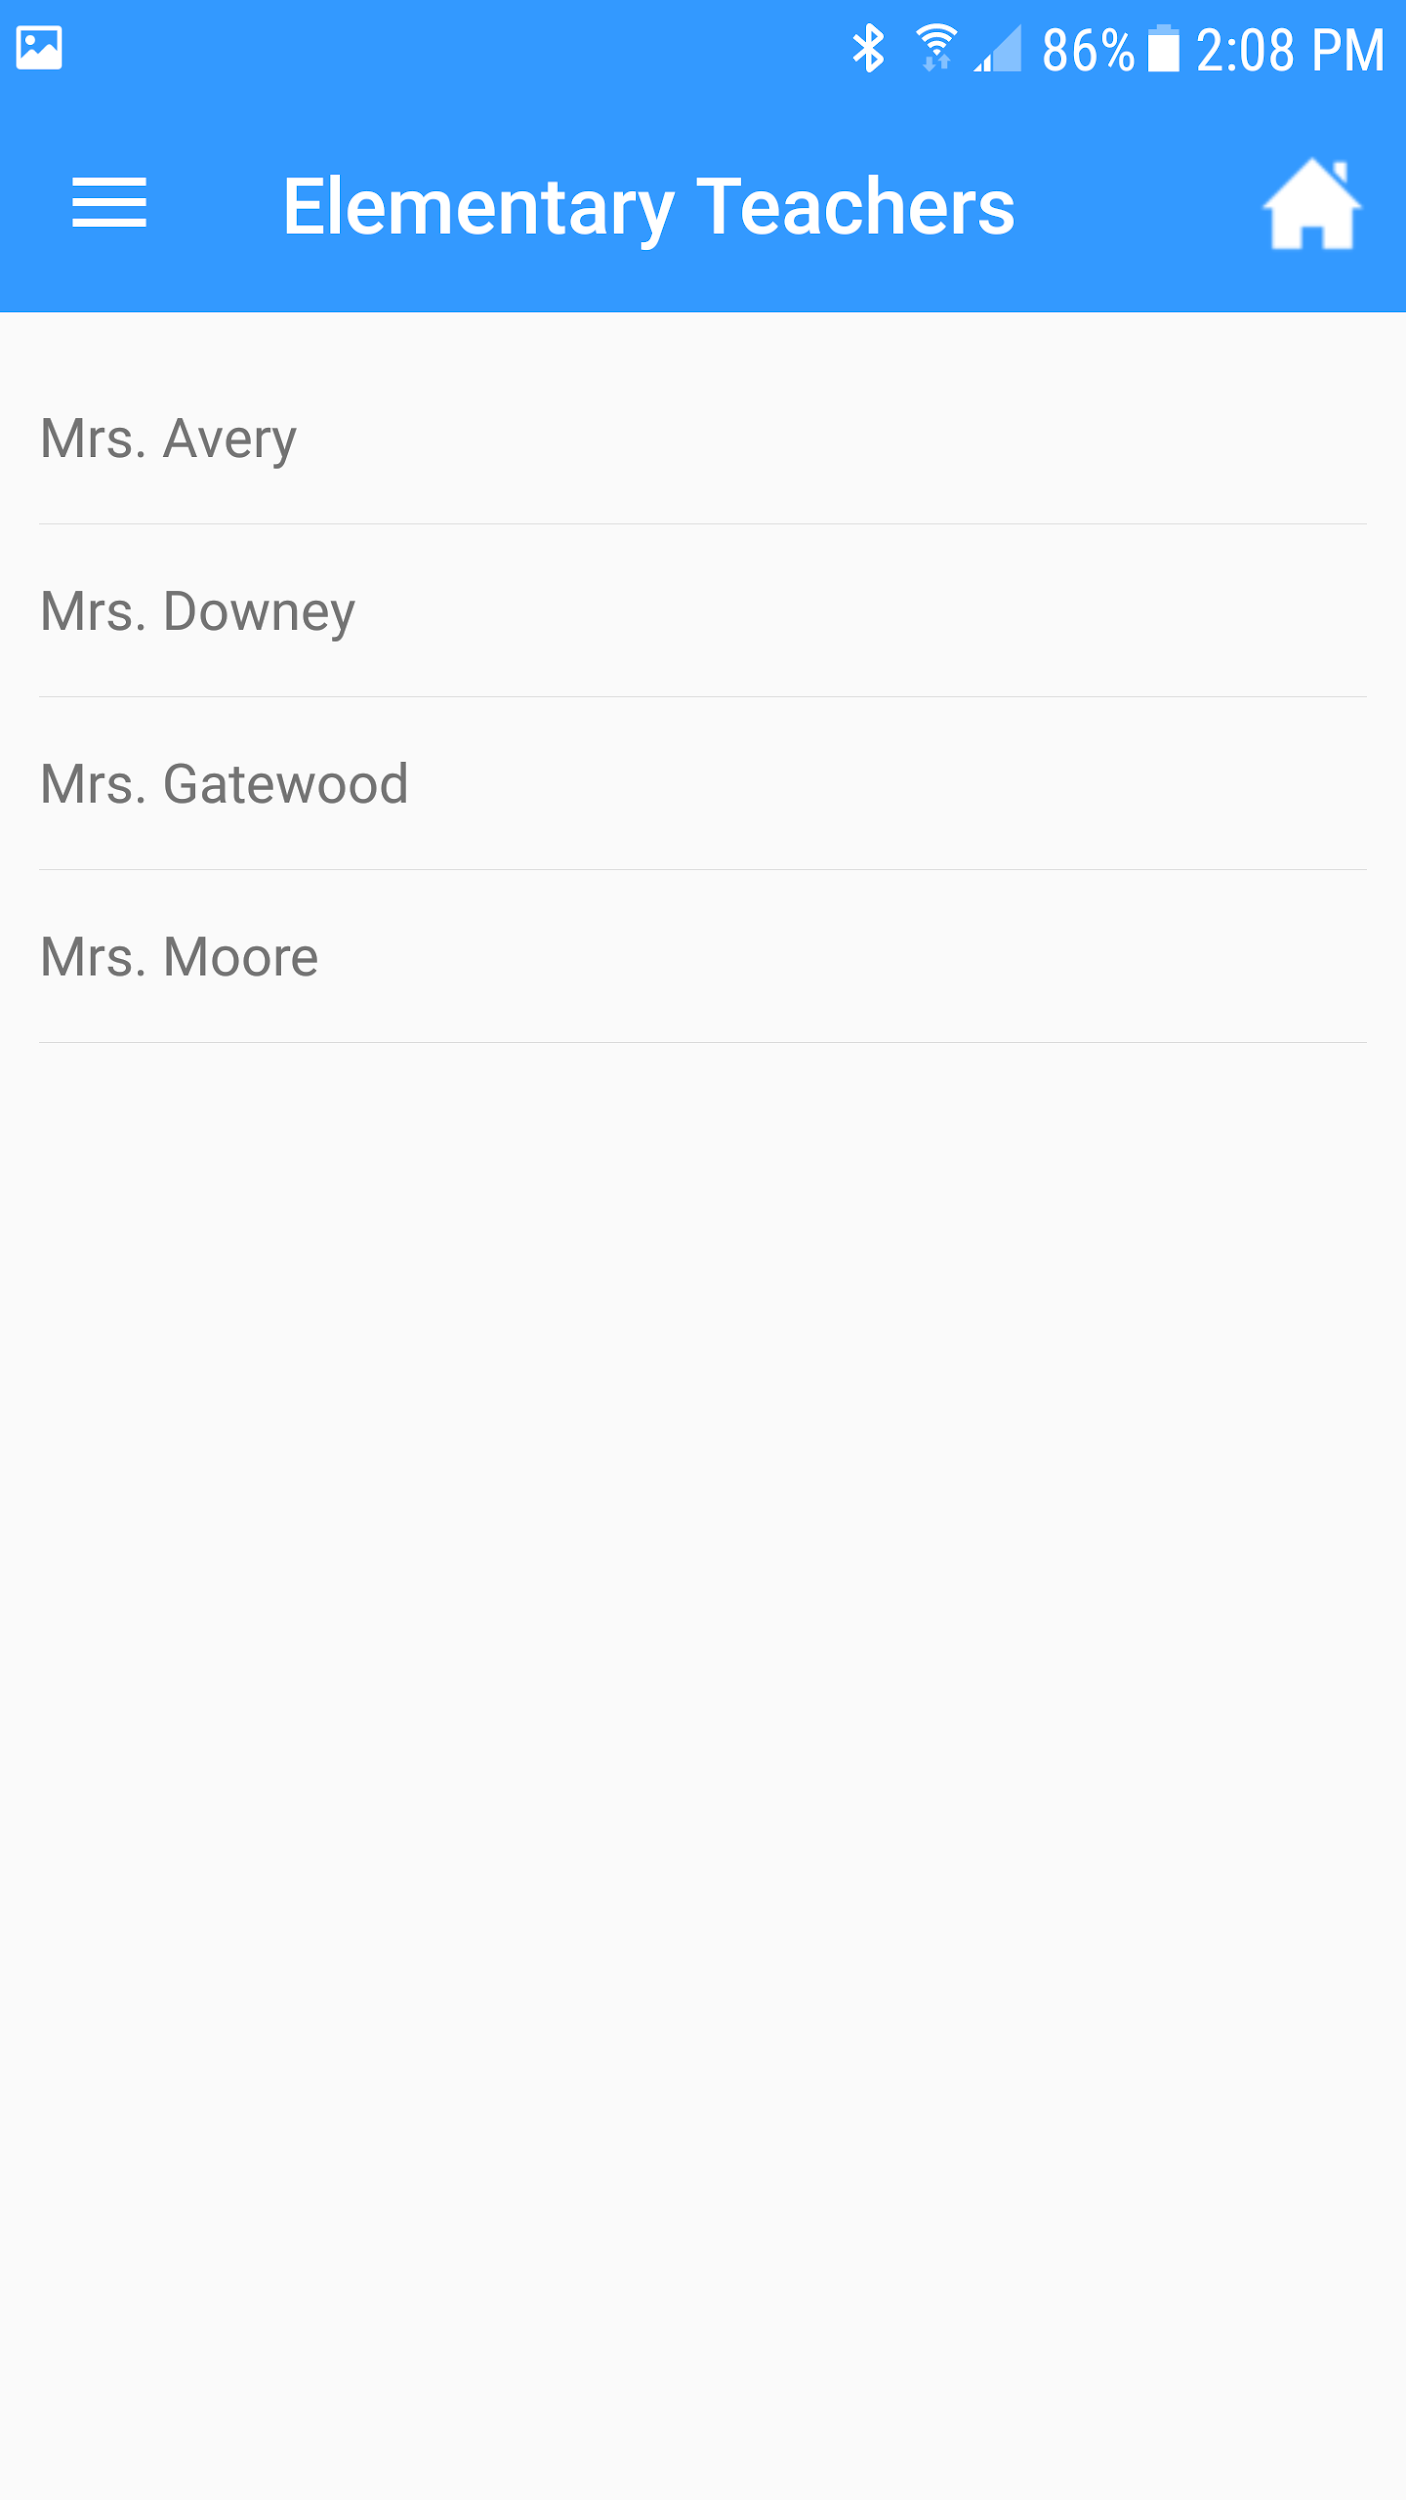 86% 2:08 PM
Elementary Teachers
Mrs. Avery
Mrs. Downey
Mrs. Gatewood
Mrs. Moore